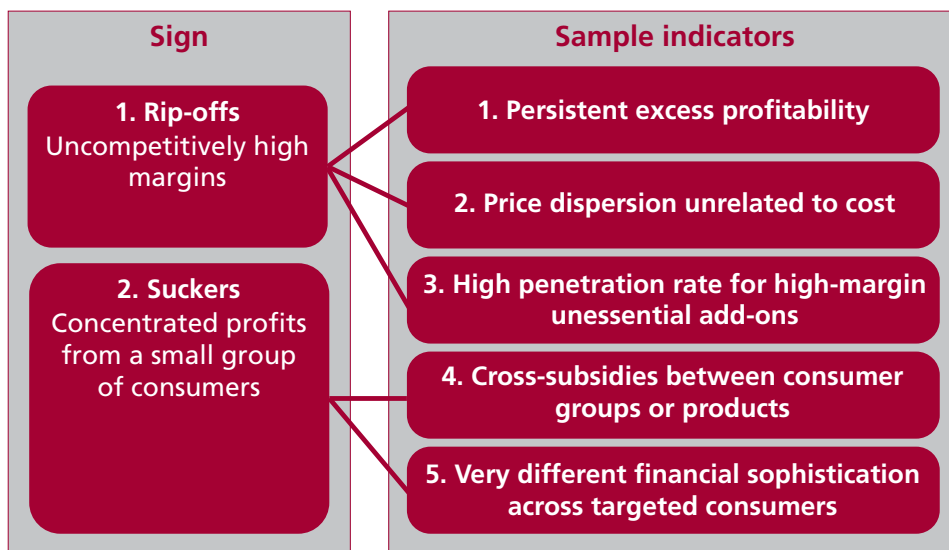 Sign
1. Rip-offs
Uncompetitively high
margins
2. Suckers
Concentrated profits
from a small group
of consumers
Sample indicators
1. Persistent excess profitability
2. Price dispersion unrelated to cost
3. High penetration rate for high-margin
unessential add-ons
4. Cross-subsidies between consumer
groups or products
5. Very different financial sophistication
across targeted consumers